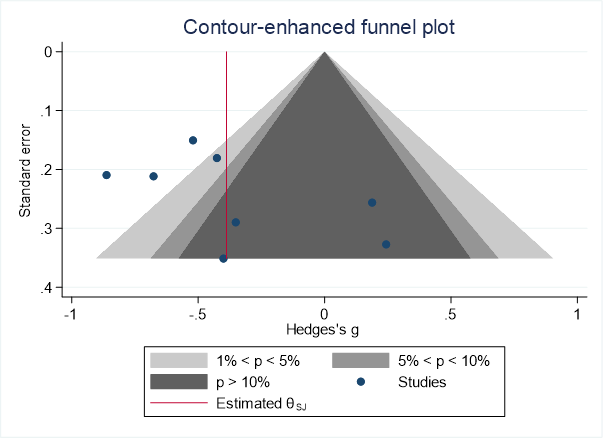 Contour-enhanced funnel plot
Standard error
0
.1
.2
.3
.4
-1
-.5
0
.5
1
Hedges's g
1% < p < 5%
5% < p < 10%
p > 10%
Studies
Estimated θSJ